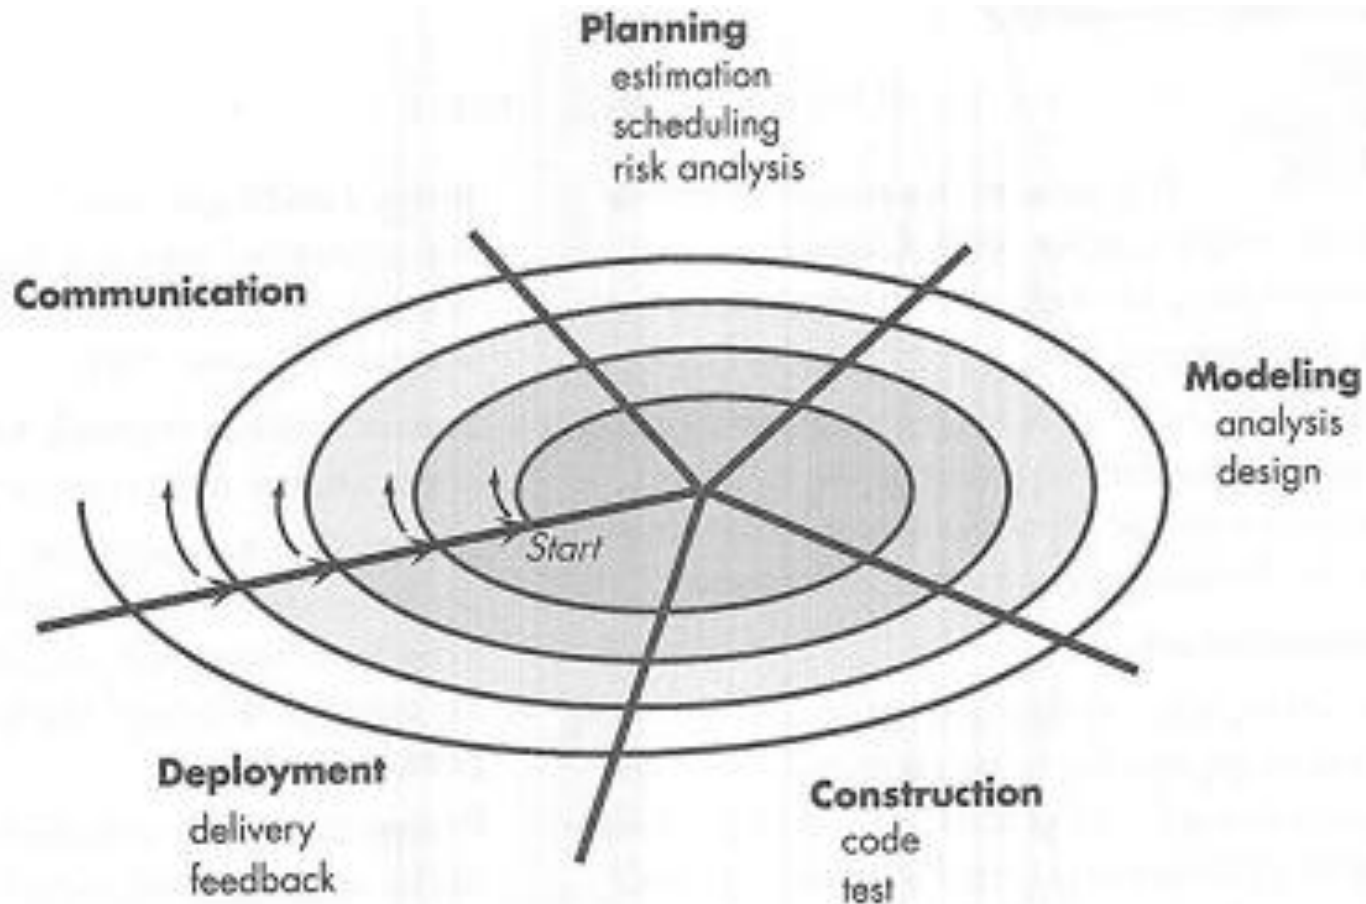 Planning
estimation
scheduling
risk analysis
Communication
Modeling
analysis
design
Start
Deployment
delivery
feedback
Construction
code
test